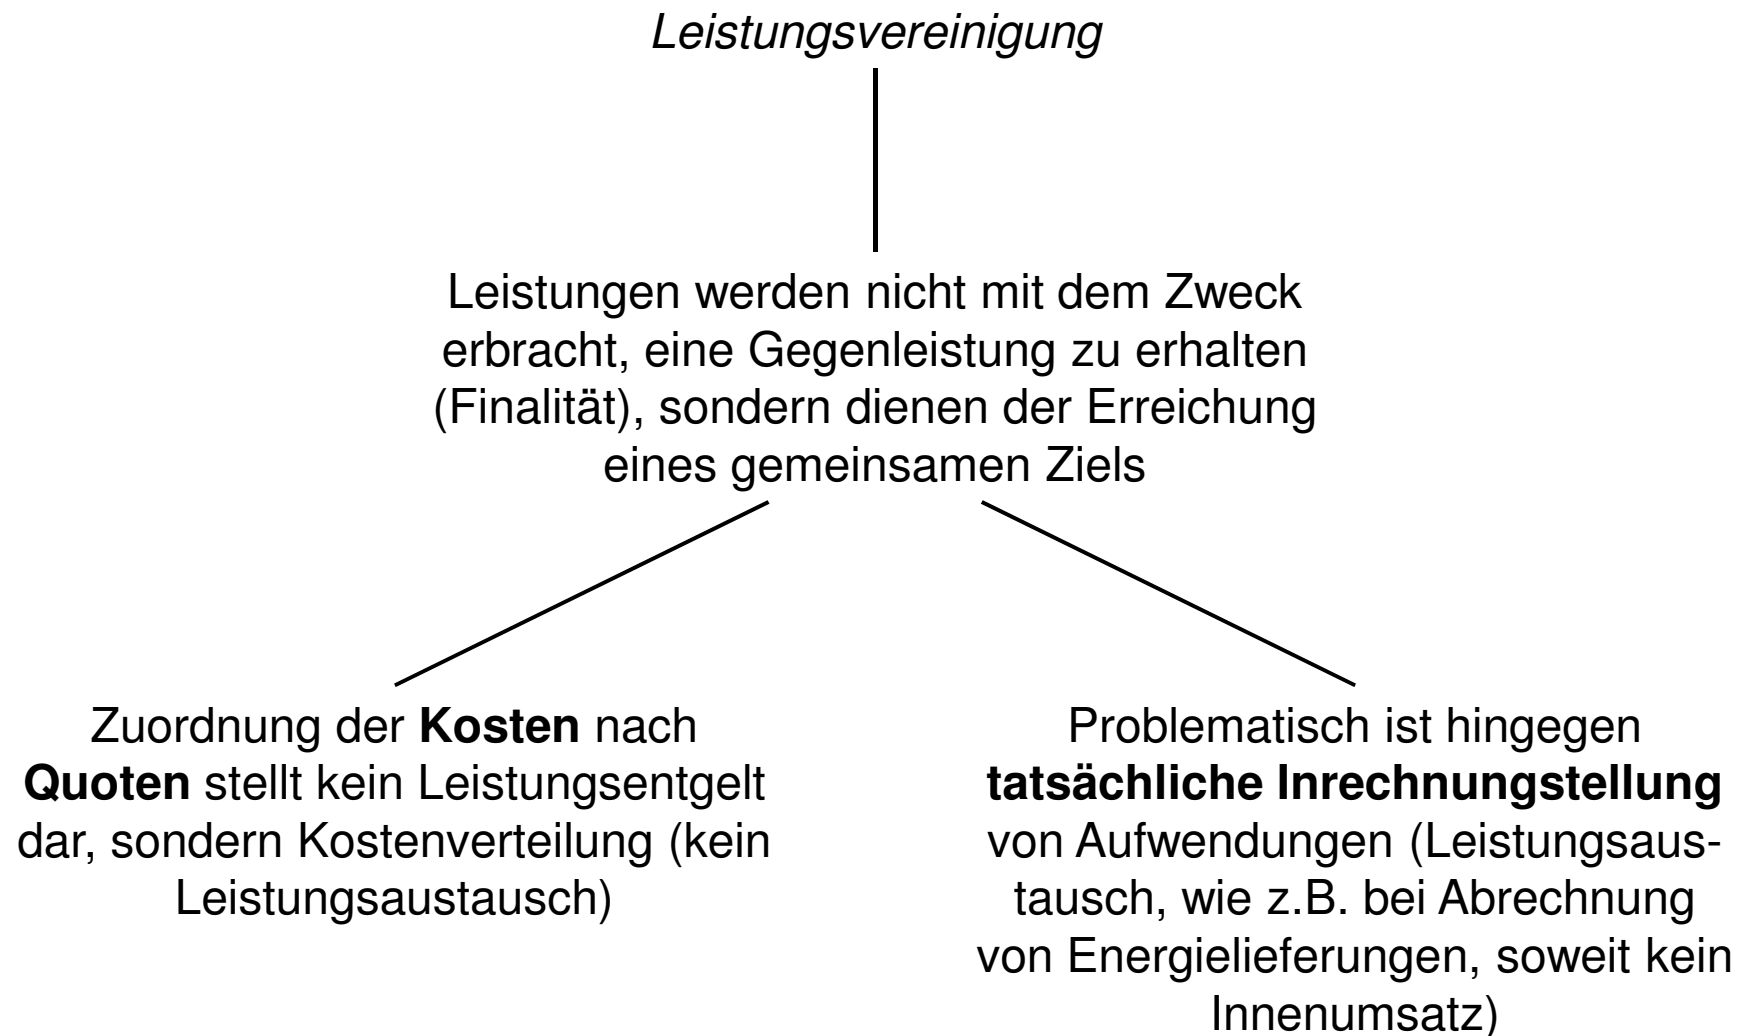 Leistungsvereinigung
Leistungen werden nicht mit dem Zweck
erbracht, eine Gegenleistung zu erhalten
(Finalität), sondern dienen der Erreichung
eines gemeinsamen Ziels
Zuordnung der Kosten nach
Quoten stellt kein Leistungsentgelt
dar, sondern Kostenverteilung (kein
Leistungsaustausch)
Problematisch ist hingegen
tatsächliche Inrechnungstellung
von Aufwendungen (Leistungsaus-
tausch, wie z.B. bei Abrechnung
von Energielieferungen, soweit kein
Innenumsatz)